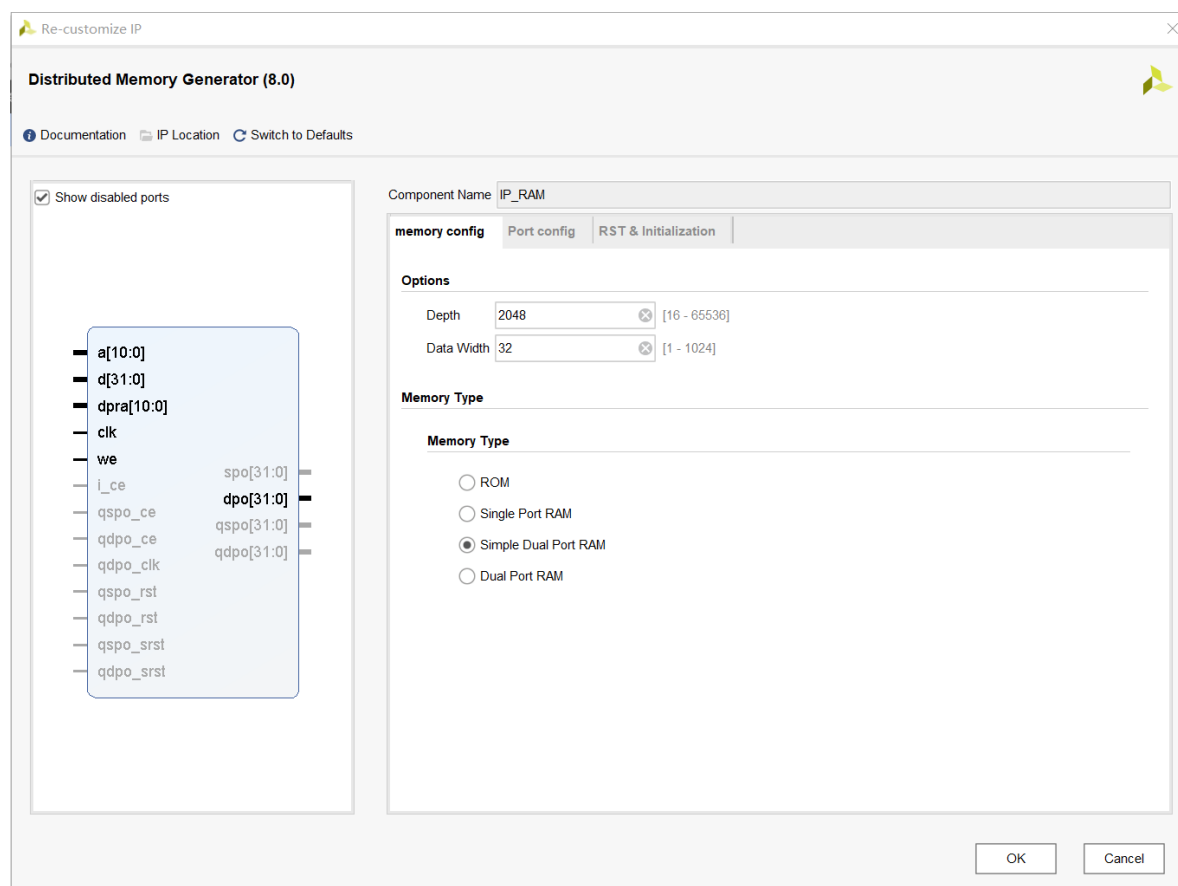 Re-customize IP
Distributed Memory Generator (8.0)
Documentation IP Location Switch to Defaults
Show disabled ports
a[10:0]
d[31:0]
dpra[10:0]
clk
we
i_ce
qspo_ce
qdpo_ce
qdpo_clk
qspo_rst
qdpo_rst
qspo_srst
qdpo_srst
spo[31:0]
dpo[31:0]
qspo[31:0]
qdpo[31:0]
Component Name IP_RAM
memory config Port config RST & Initialization
Options
Depth 2048 [16 - 65536]
Data Width 32 [1 - 1024]
Memory Type
Memory Type
ROM
Single Port RAM
Simple Dual Port RAM
Dual Port RAM
OK Cancel